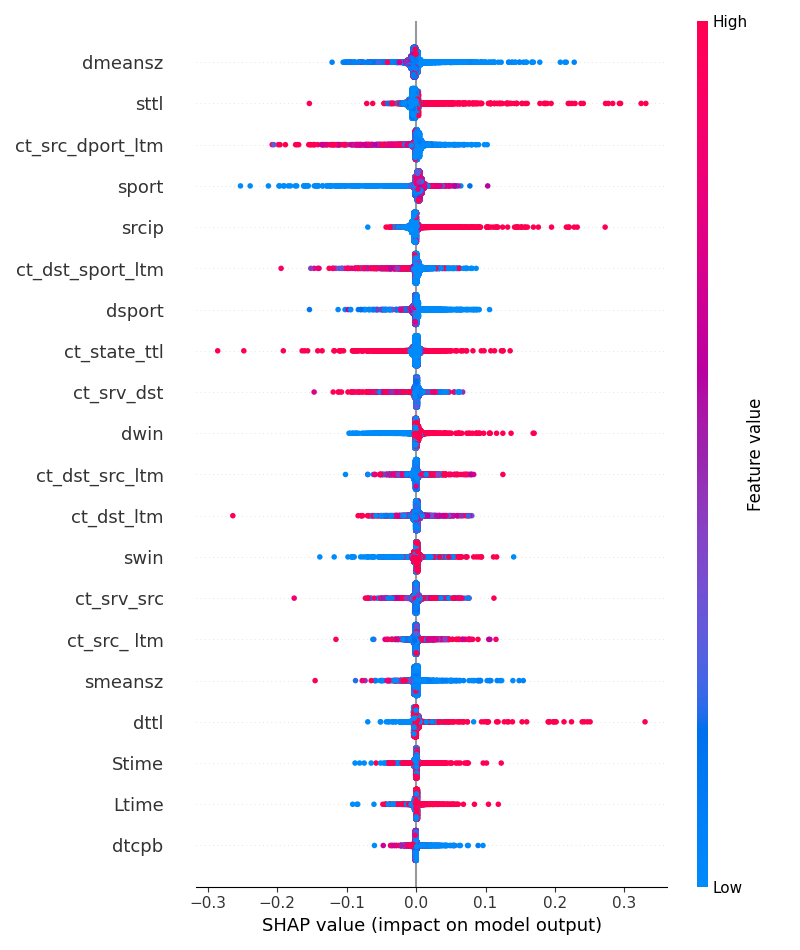 High
dmeansz
sttl
ct_src_dport_ltm
sport
srcip
ct_dst_sport_ltm
dsport
ct_state_ttl
ct_srv_dst
dwin
ct_dst_src_ltm
ct_dst_ltm
swin
ct_srv_src
ct_src_ ltm
smeansz
dttl
Stime
Ltime
dtcpb
Feature value
Low
−0.3 −0.2 −0.1 0.0 0.1 0.2 0.3
SHAP value (impact on model output)